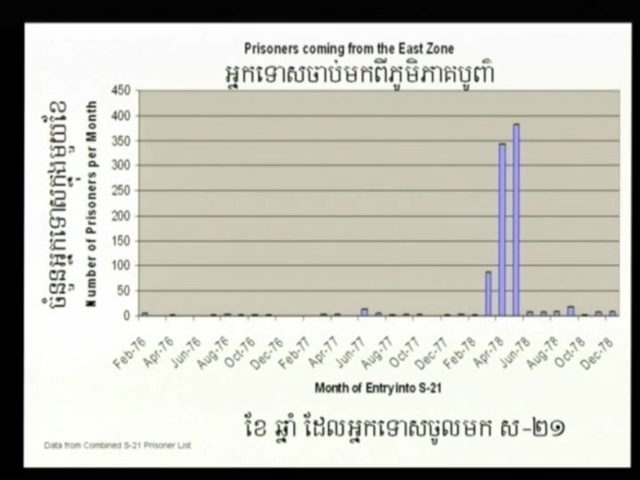 Prisoners coming from the East Zone
អ្នកទោសចាប់មកពីភូមិភាគបូព៌ា
ចំនួនអ្នកទោសក្នុងមួយខែ
Number of Prisoners per Month
450
400
350
300
250
200
150
100
50
0
Feb-76
Apr-76
Jun-76
Aug-76
Oct-76
Dec-76
Feb-77
Apr-77
Jun-77
Aug-77
Oct-77
Dec-77
Feb-78
Apr-78
Jun-78
Aug-78
Oct-78
Dec-78
Month of Entry into S-21
ខែ ឆ្នាំ ដែលអ្នកទោសចូលមក ស-២១
Data from Combined S-21 Prisoner List